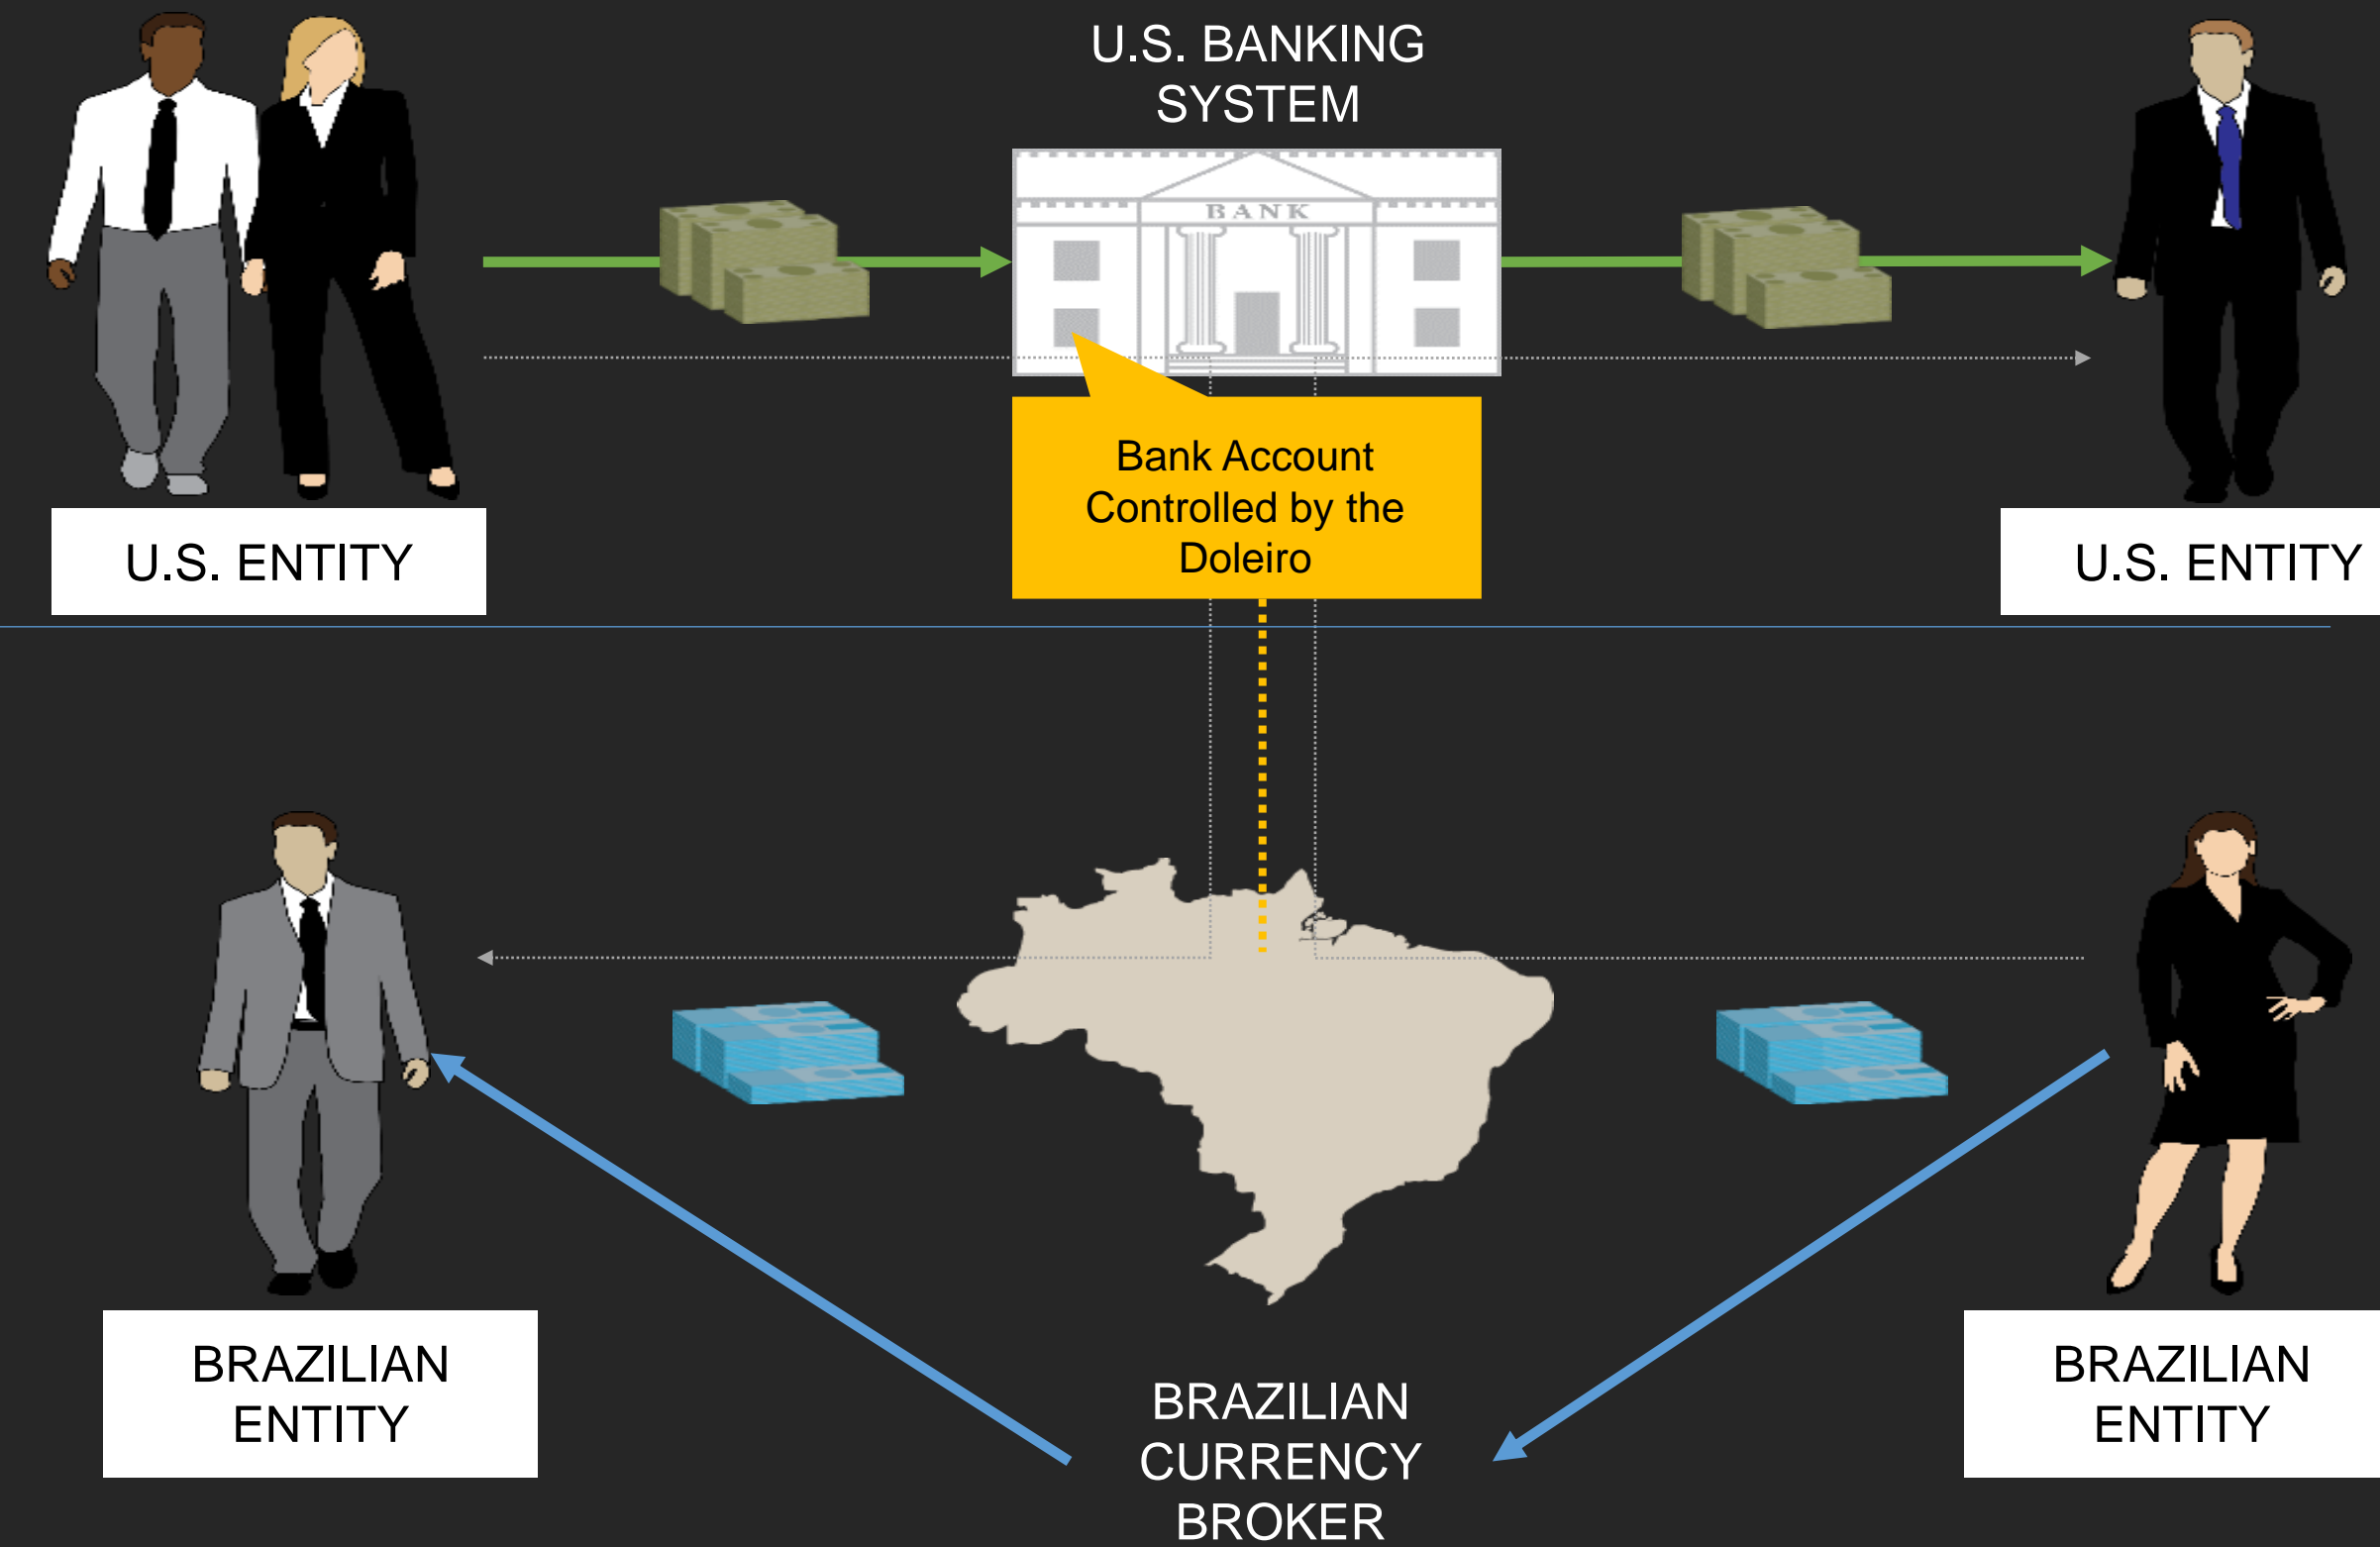 U.S. BANKING
SYSTEM
BANK
Bank Account
Controlled by the
Doleiro
U.S. ENTITY
U.S. ENTITY
BRAZILIAN
ENTITY
BRAZILIAN
CURRENCY
BROKER
BRAZILIAN
ENTITY